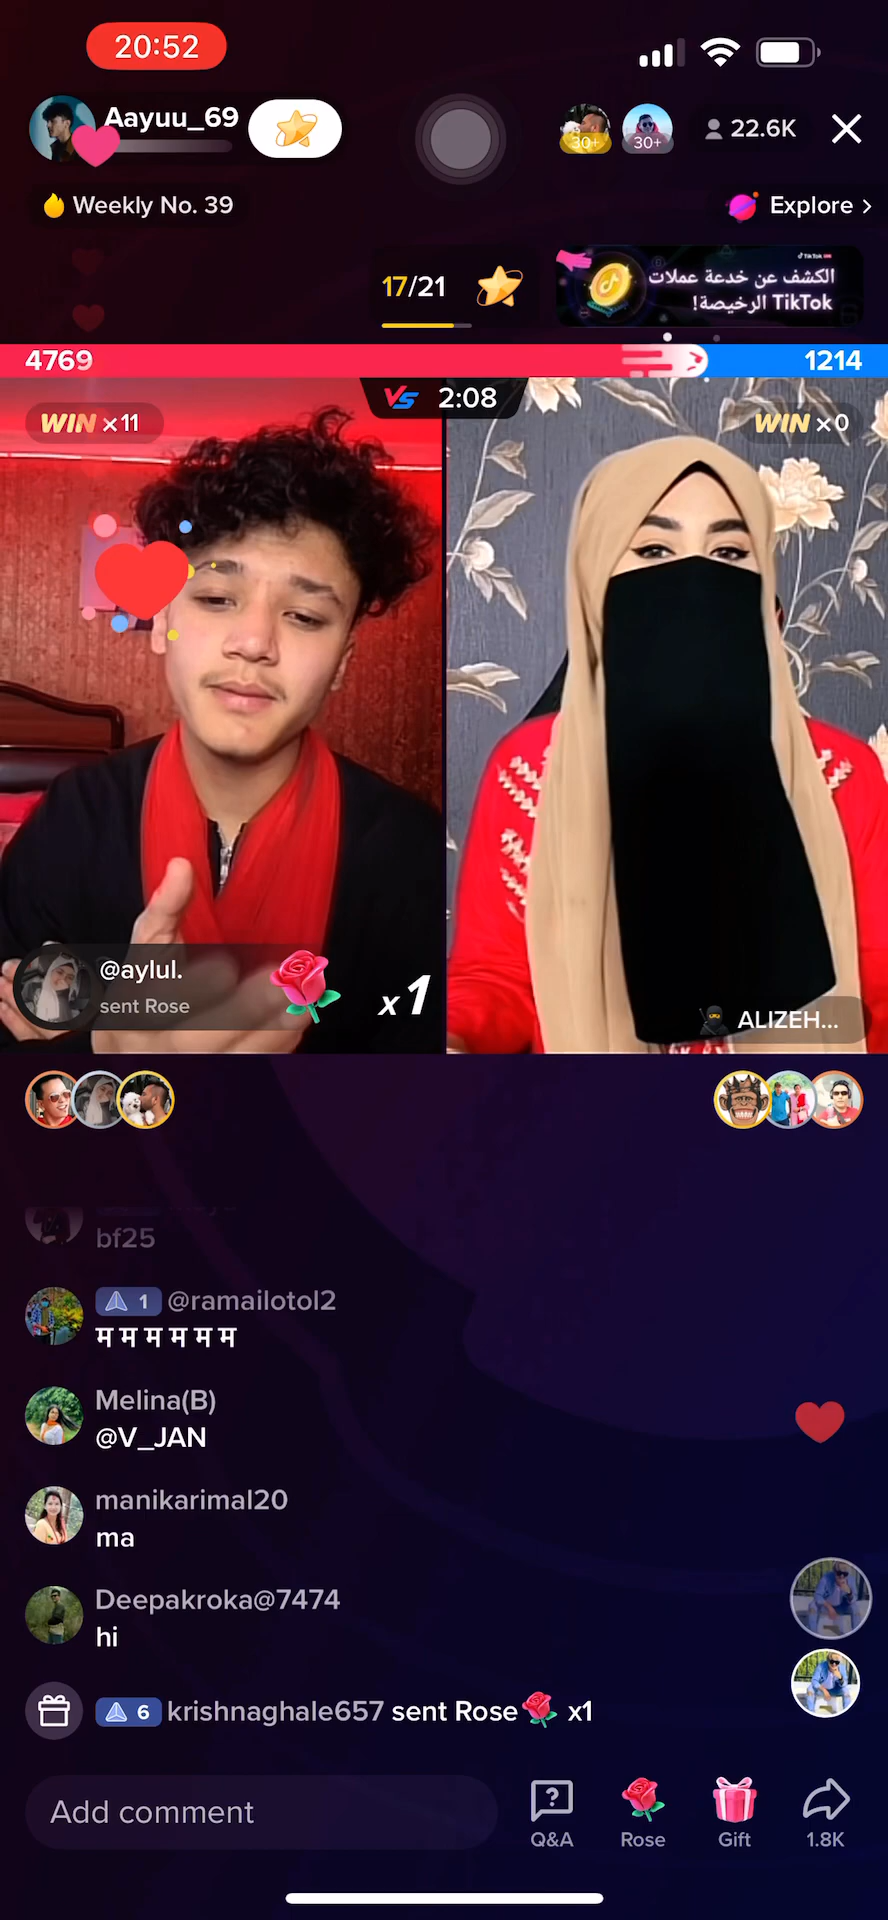 20:52
Aayuu_69
30+
30+
22.6K
Weekly No. 39
Explore >
17/21
TikTok
الكشف عن خدعة عملات
TikTok الرخيصة!
4769
1214
VS 2:08
WIN x11
WIN x0
@aylul.
sent Rose
x1
ALIZEH...
bf25
1 @ramailotol2
म म म म म म
Melina(B)
@V_JAN
manikarimal20
ma
Deepakroka@7474
hi
6 krishnaghale657 sent Rose x1
Add comment
Q&A
Rose
Gift
1.8K